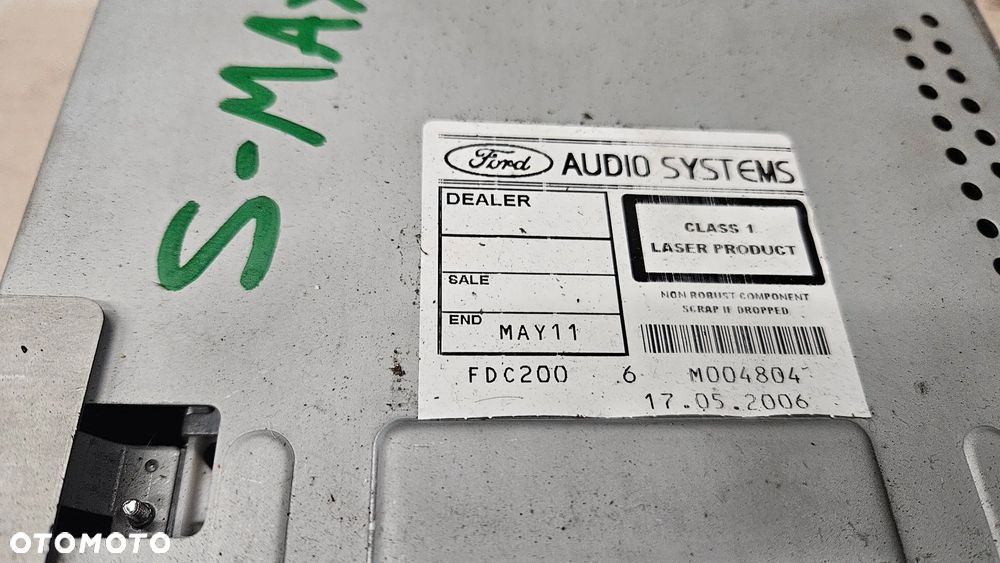 S-MAX
Ford AUDIO SYSTEMS
DEALER
CLASS 1
LASER PRODUCT
SALE
NON ROBUST COMPONENT
SCRAP IF DROPPED
END MAY11
FDC200 6 M004804
17.05.2006
OTOMOTO